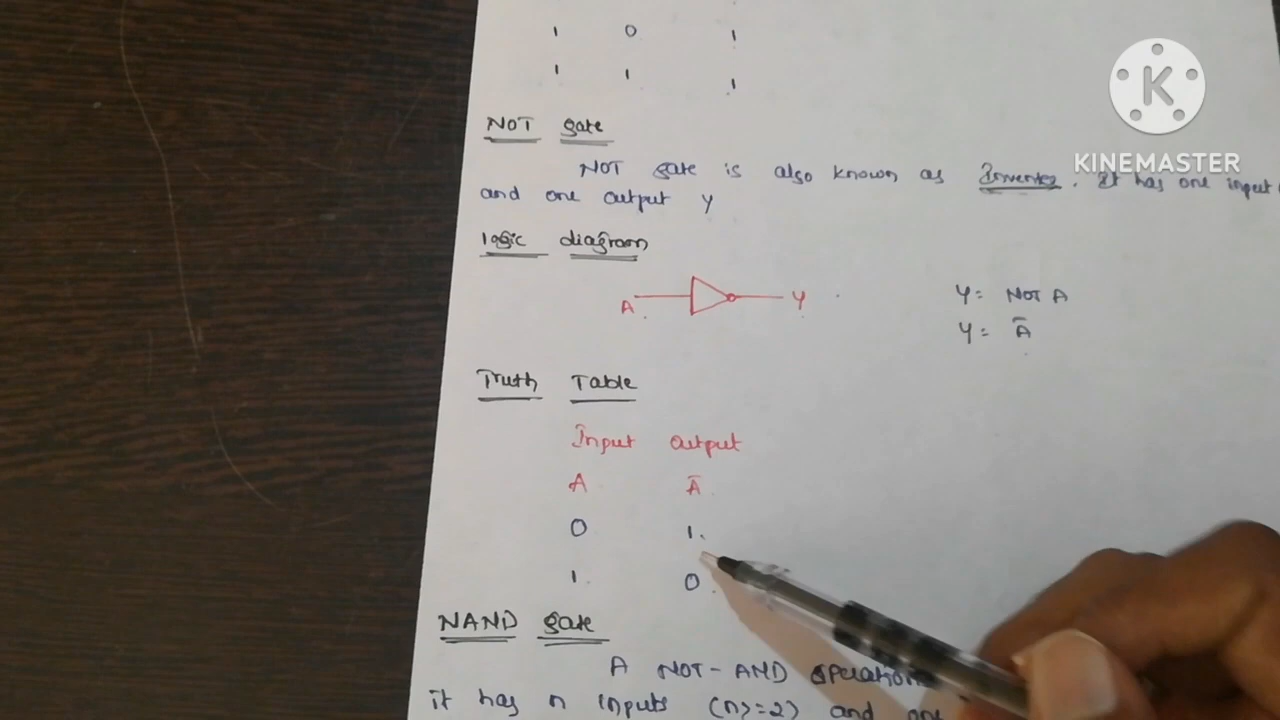 1 0 1
1 1 1
K
KINEMASTER
NOT gate
NOT gate is also known as Inverter. It has one input
and one output Y
logic diagram
A Y
Y = NOT A
Y = Ā
Truth Table
Input output
A Ā
0 1
1 0
NAND gate
A NOT-AND operation
it has n inputs (n>=2) and one